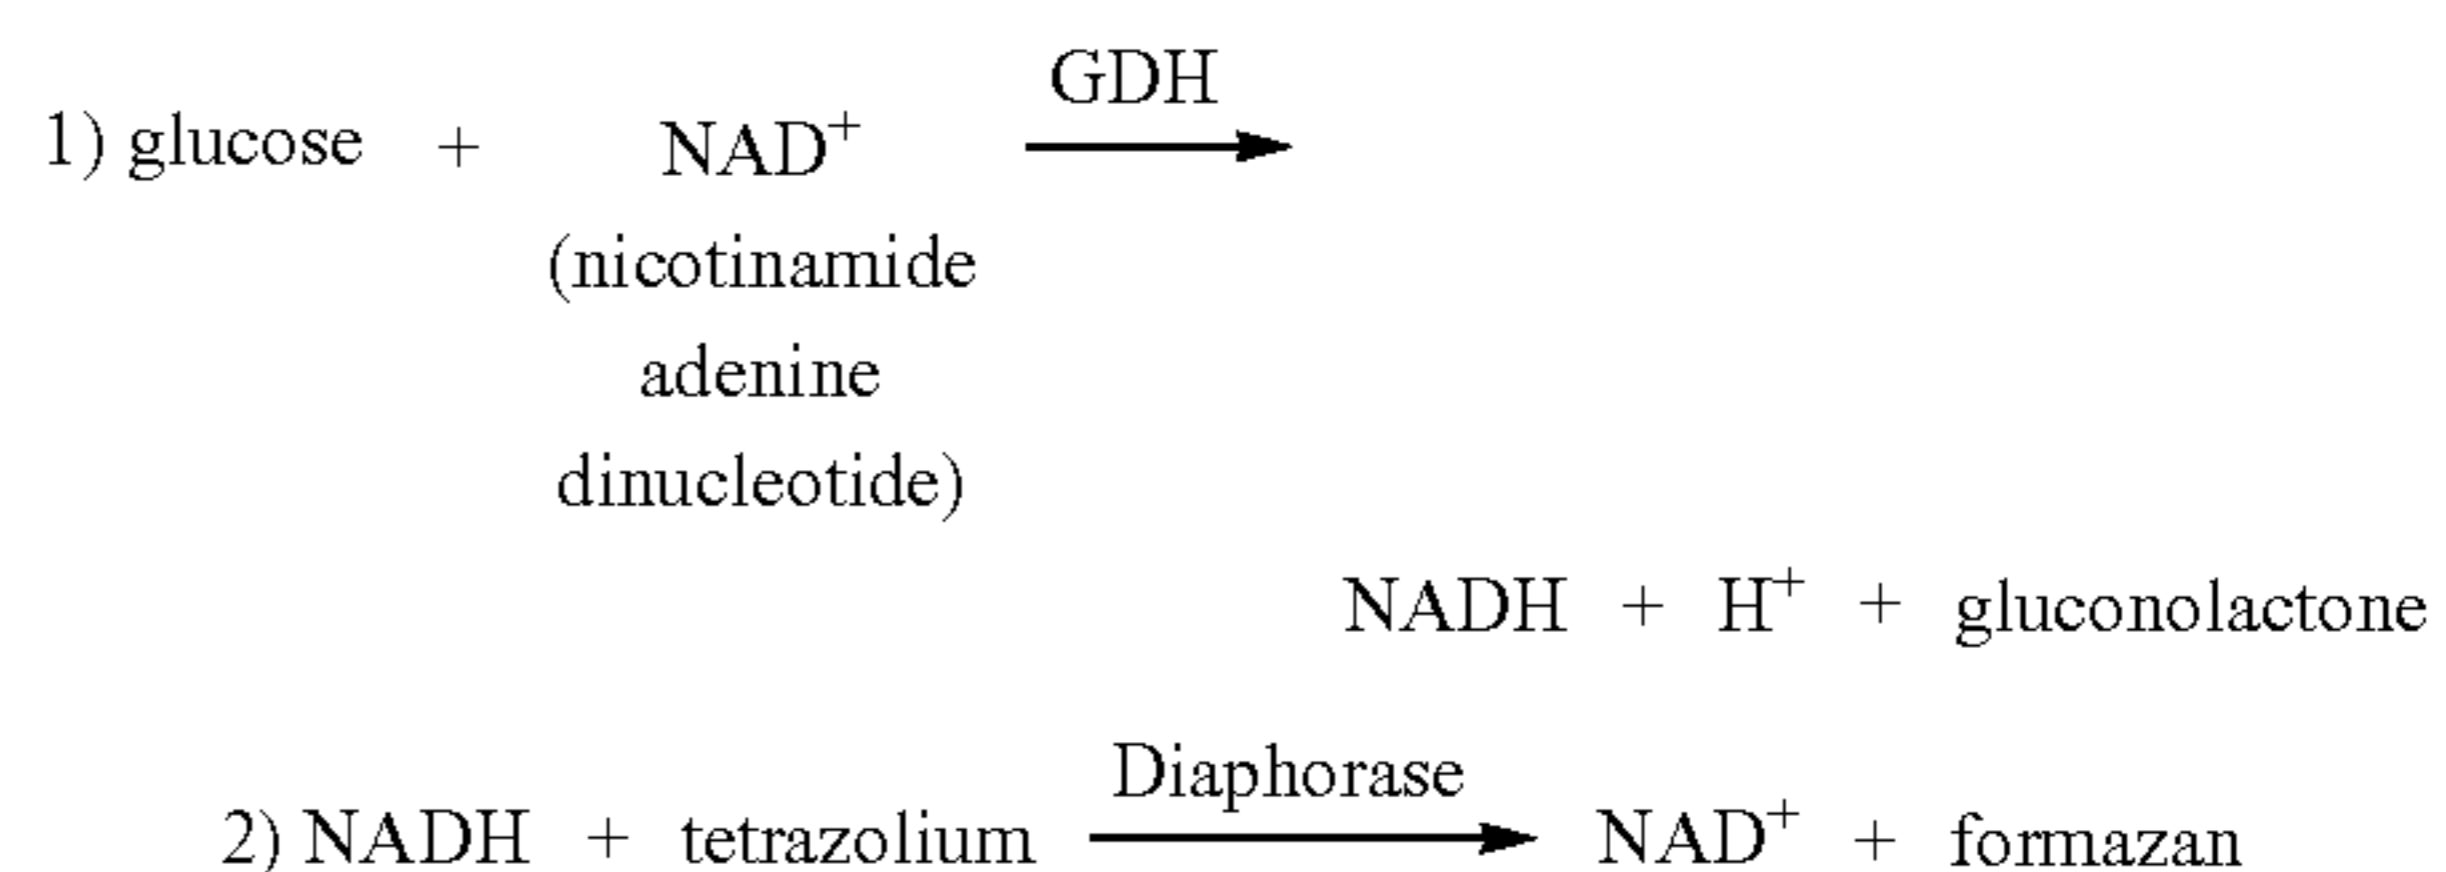 GDH
1) glucose + NAD⁺
(nicotinamide
adenine
dinucleotide)
NADH + H⁺ + gluconolactone
Diaphorase
2) NADH + tetrazolium NAD⁺ + formazan